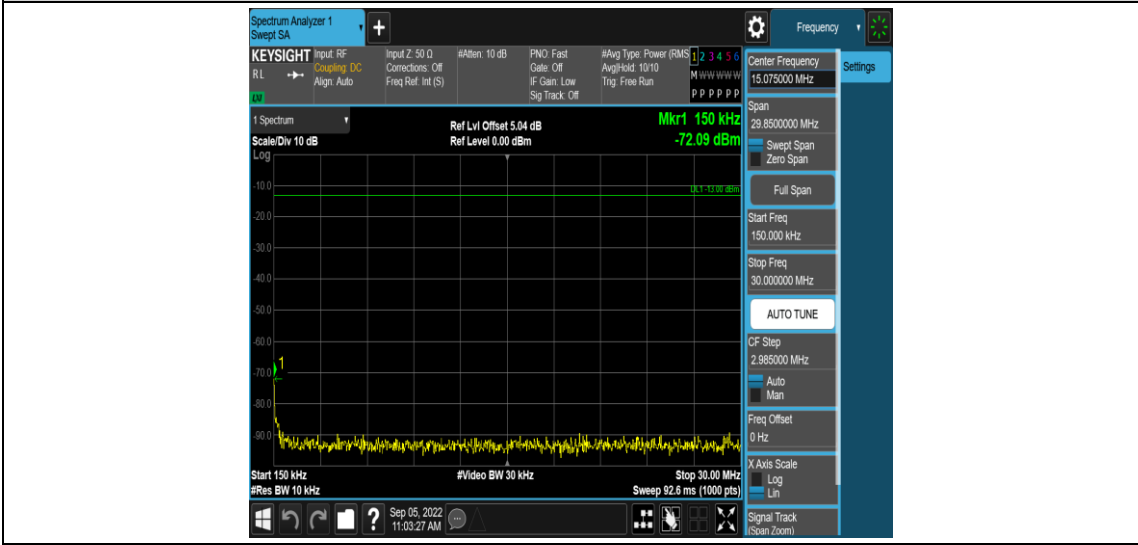 Spectrum Analyzer 1
Swept SA
+
Frequency
KEYSIGHT
RL
LM
Input: RF
Coupling: DC
Align: Auto
Input Z: 50 Ω
Corrections: Off
Freq Ref: Int (S)
#Atten: 10 dB
PNO: Fast
Gate: Off
IF Gain: Low
Sig Track: Off
#Avg Type: Power (RMS
Avg|Hold: 10/10
Trig: Free Run
1 2 3 4 5 6
M W W W W W
P P P P P P
1 Spectrum
Scale/Div 10 dB
Log
Ref Lvl Offset 5.04 dB
Ref Level 0.00 dBm
Mkr1 150 kHz
-72.09 dBm
DL1 -13.00 dBm
-10.0
-20.0
-30.0
-40.0
-50.0
-60.0
-70.0
-80.0
-90.0
1
Start 150 kHz
#Res BW 10 kHz
#Video BW 30 kHz
Stop 30.00 MHz
Sweep 92.6 ms (1000 pts)
?
Sep 05, 2022
11:03:27 AM
Center Frequency
15.075000 MHz
Span
29.8500000 MHz
Swept Span
Zero Span
Full Span
Start Freq
150.000 kHz
Stop Freq
30.000000 MHz
AUTO TUNE
CF Step
2.985000 MHz
Auto
Man
Freq Offset
0 Hz
X Axis Scale
Log
Lin
Signal Track
(Span Zoom)
Settings